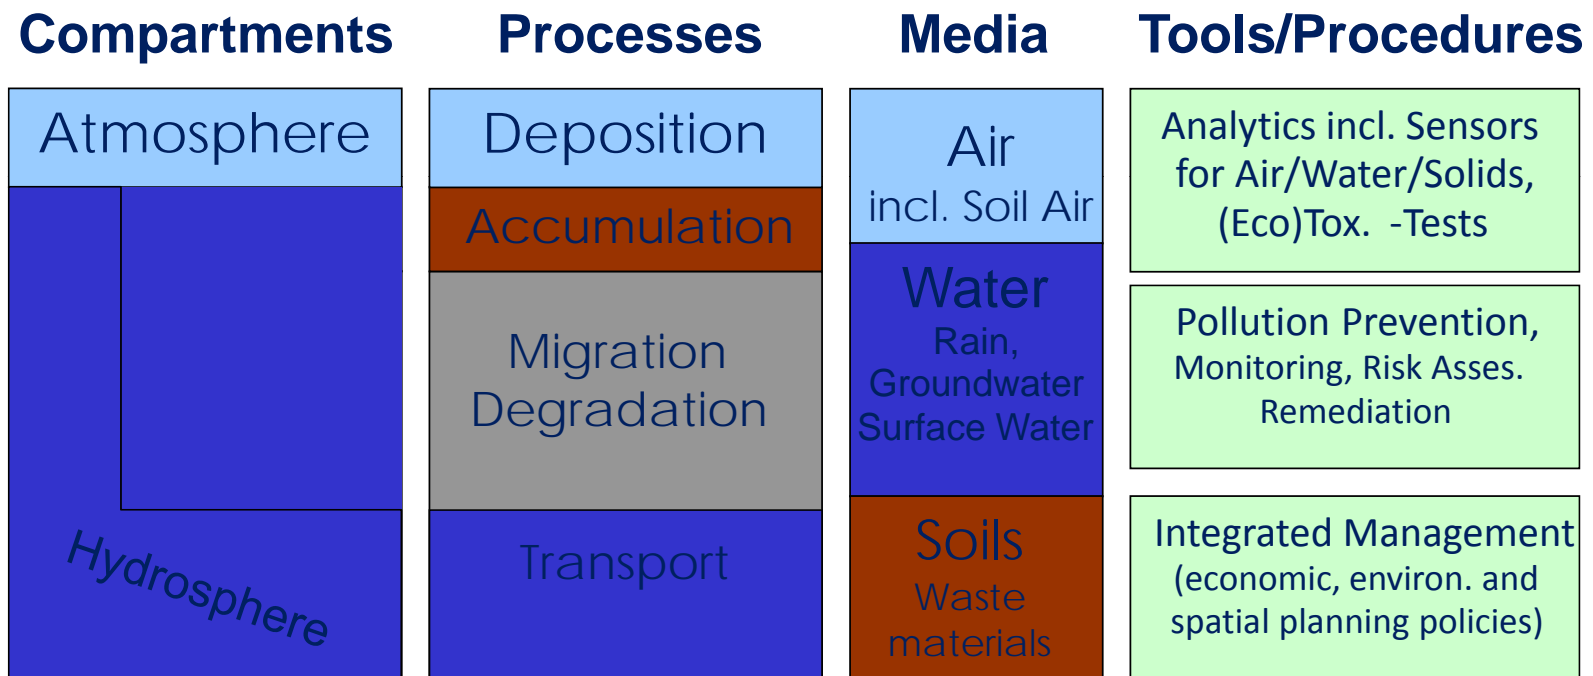 Compartments
Processes
Media
Tools/Procedures
Atmosphere
Hydrosphere
Deposition
Accumulation
Migration
Degradation
Transport
Air
incl. Soil Air
Water
Rain,
Groundwater
Surface Water
Soils
Waste
materials
Analytics incl. Sensors
for Air/Water/Solids,
(Eco)Tox. -Tests
Pollution Prevention,
Monitoring, Risk Asses.
Remediation
Integrated Management
(economic, environ. and
spatial planning policies)